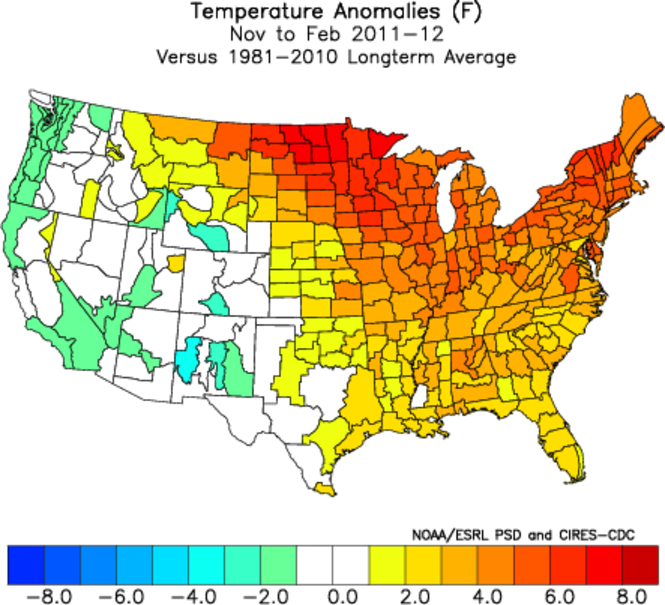 Temperature Anomalies (F)
Nov to Feb 2011-12
Versus 1981-2010 Longterm Average
NOAA/ESRL PSD and CIRES-CDC
-8.0 -6.0 -4.0 -2.0 0.0 2.0 4.0 6.0 8.0